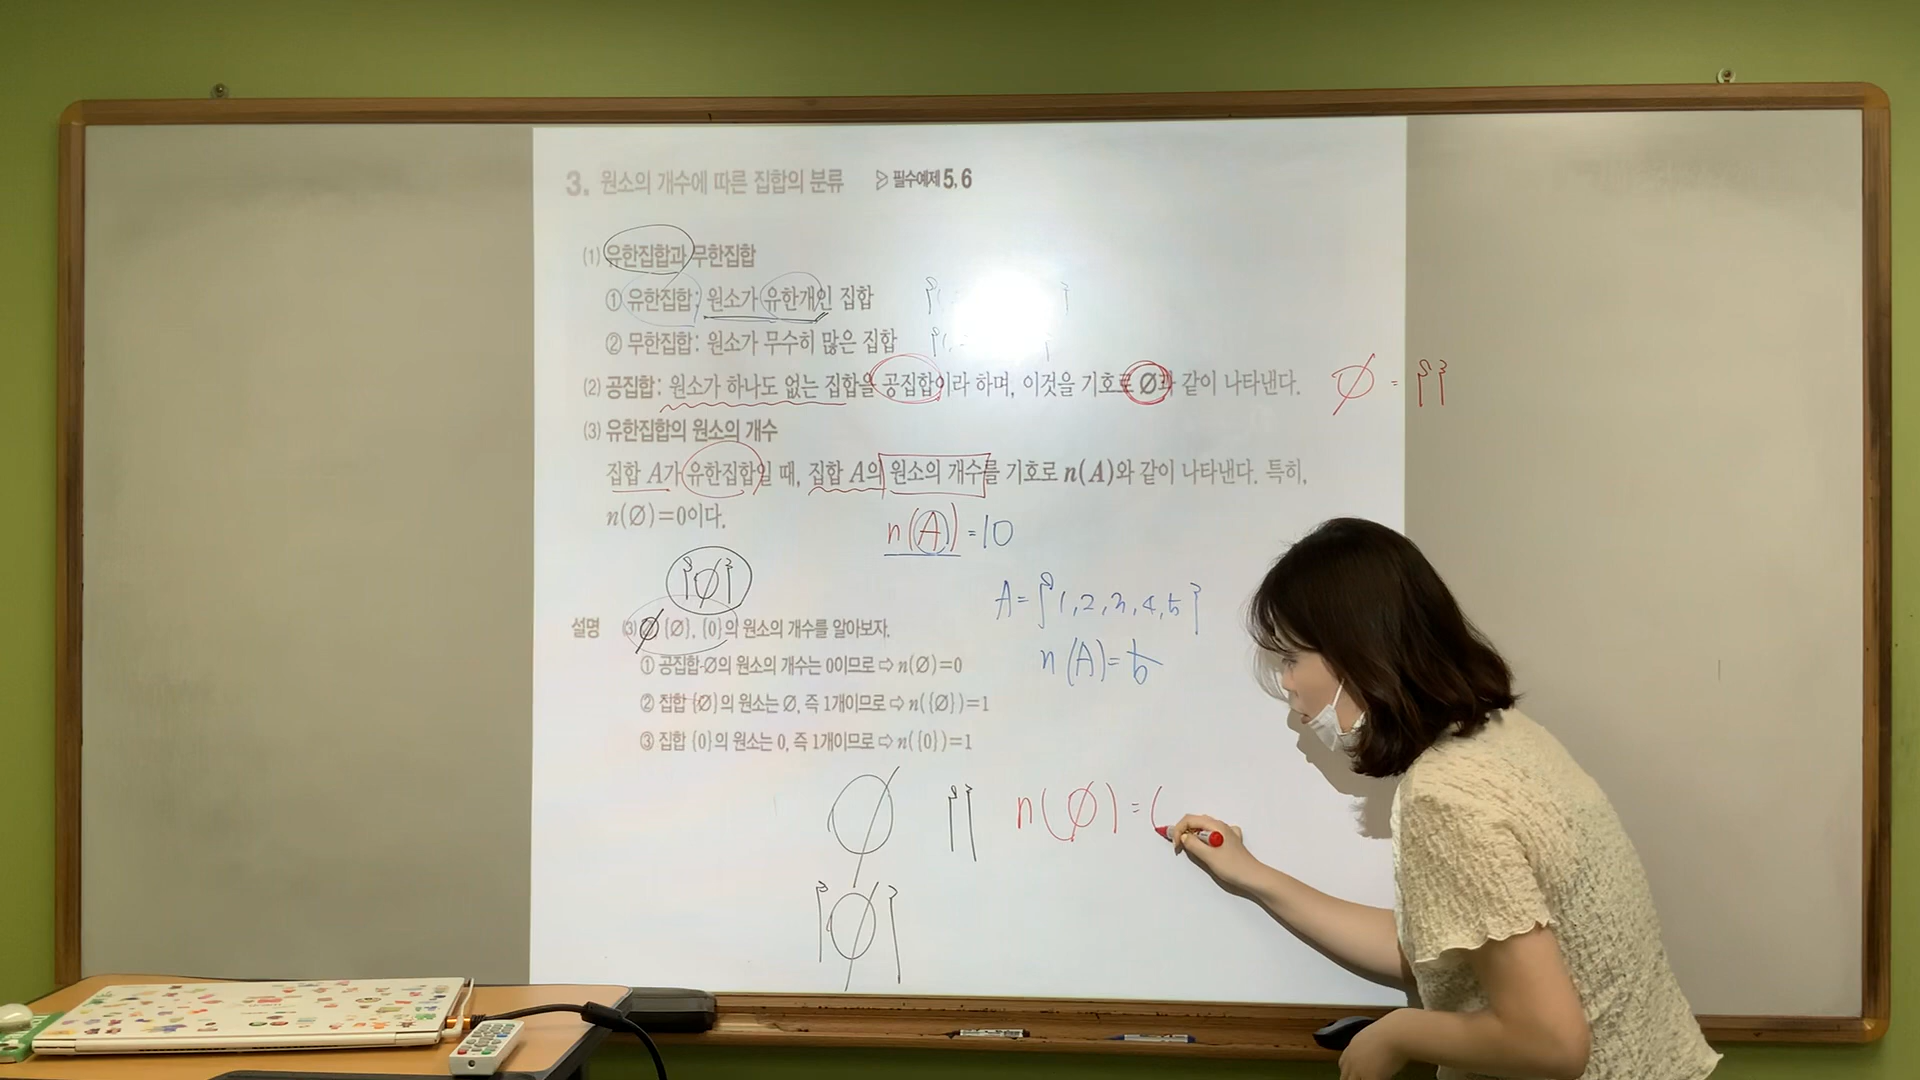 3. 원소의 개수에 따른 집합의 분류 ▷ 필수예제 5, 6
(1) 유한집합과 무한집합
① 유한집합: 원소가 유한개인 집합
② 무한집합: 원소가 무수히 많은 집합
(2) 공집합: 원소가 하나도 없는 집합을 공집합이라 하며, 이것을 기호로 Ø와 같이 나타낸다. Ø = { }
(3) 유한집합의 원소의 개수
집합 A가 유한집합일 때, 집합 A의 원소의 개수를 기호로 n(A)와 같이 나타낸다. 특히,
n(Ø)=0이다.
n(A) = 10
{Ø}
A = {1, 2, 3, 4, 5}
설명 (3) Ø, {Ø}, {0}의 원소의 개수를 알아보자.
① 공집합 Ø의 원소의 개수는 0이므로 ⇨ n(Ø)=0
n(A) = 5
② 집합 {Ø}의 원소는 Ø, 즉 1개이므로 ⇨ n({Ø})=1
③ 집합 {0}의 원소는 0, 즉 1개이므로 ⇨ n({0})=1
Ø { } n(Ø) = (
{Ø}